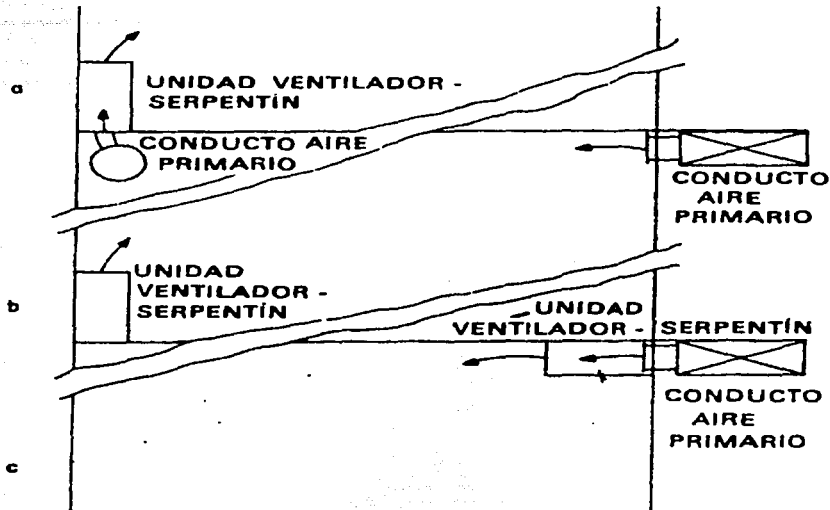 a
UNIDAD VENTILADOR -
SERPENTÍN
CONDUCTO AIRE
PRIMARIO
CONDUCTO
AIRE
PRIMARIO
b
UNIDAD
VENTILADOR -
SERPENTÍN
UNIDAD
VENTILADOR - SERPENTÍN
CONDUCTO
AIRE
PRIMARIO
c